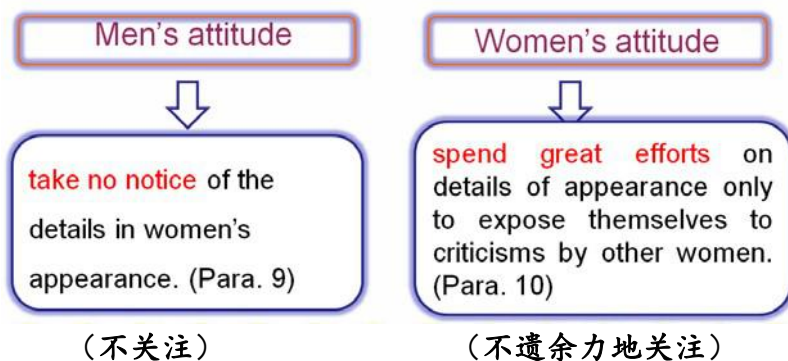 Men's attitude
take no notice of the
details in women's
appearance. (Para. 9)
（不关注）
Women's attitude
spend great efforts on
details of appearance only
to expose themselves to
criticisms by other women.
(Para. 10)
（不遗余力地关注）